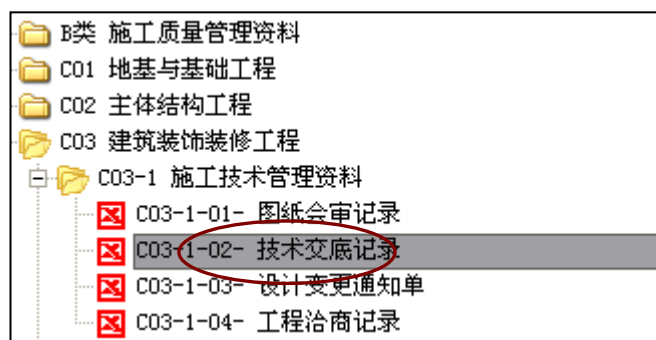 B类 施工质量管理资料
C01 地基与基础工程
C02 主体结构工程
C03 建筑装饰装修工程
C03-1 施工技术管理资料
C03-1-01- 图纸会审记录
C03-1-02- 技术交底记录
C03-1-03- 设计变更通知单
C03-1-04- 工程洽商记录